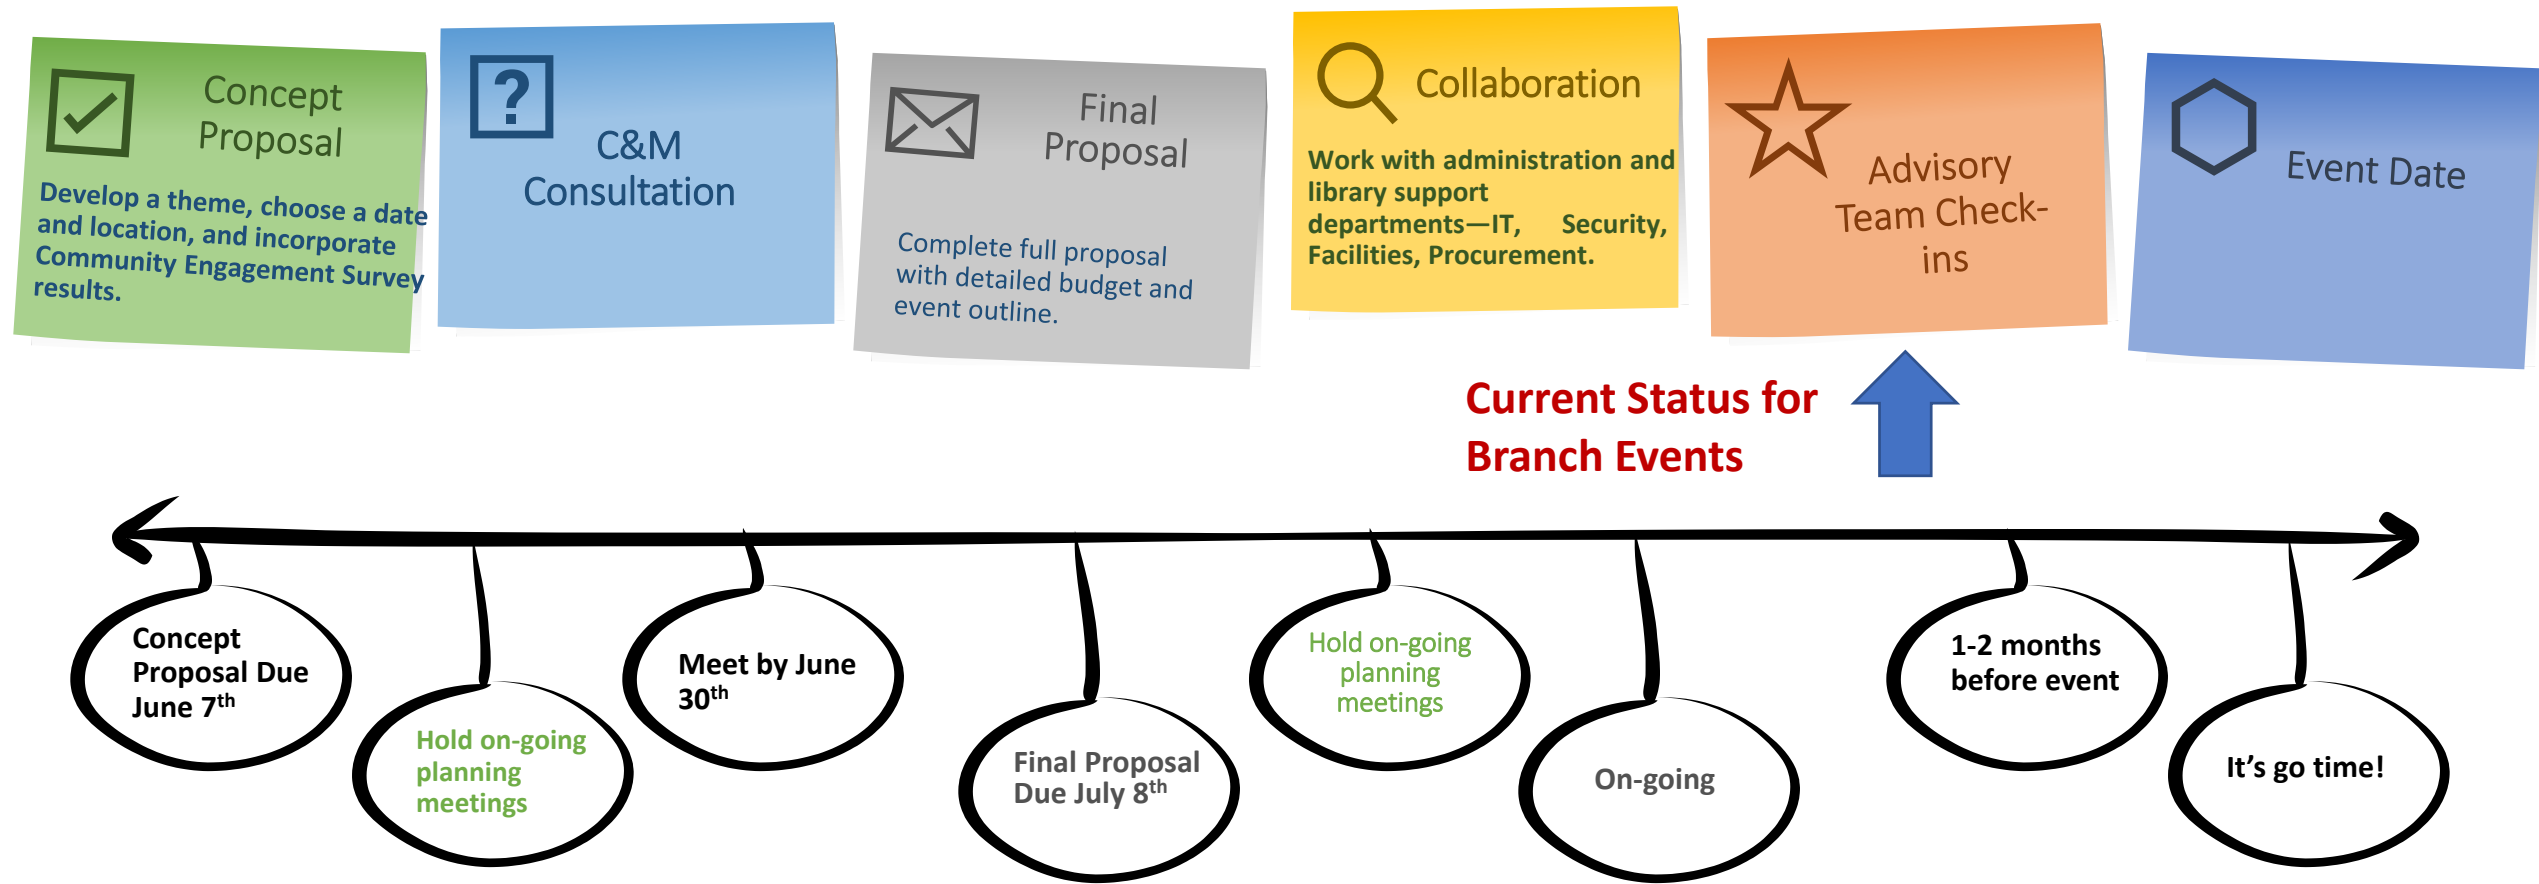 Concept
Proposal
Develop a theme, choose a date
and location, and incorporate
Community Engagement Survey
results.
?
C&M
Consultation
Final
Proposal
Complete full proposal
with detailed budget and
event outline.
Collaboration
Work with administration and
library support
departments—IT, Security,
Facilities, Procurement.
Advisory
Team Check-
ins
Event Date
Current Status for
Branch Events
Concept
Proposal Due
June 7th
Hold on-going
planning
meetings
Meet by June
30th
Final Proposal
Due July 8th
Hold on-going
planning
meetings
On-going
1-2 months
before event
It’s go time!